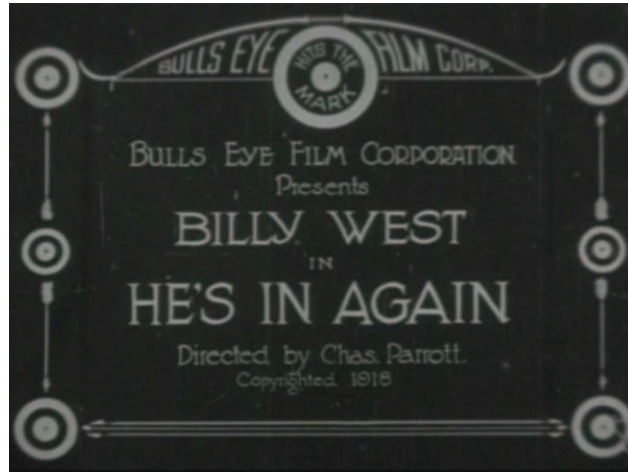 BULLS EYE FILM CORP.
HITS THE
MARK
BULLS EYE FILM CORPORATION
Presents
BILLY WEST
IN
HE'S IN AGAIN
Directed by Chas. Parrott.
Copyrighted 1918